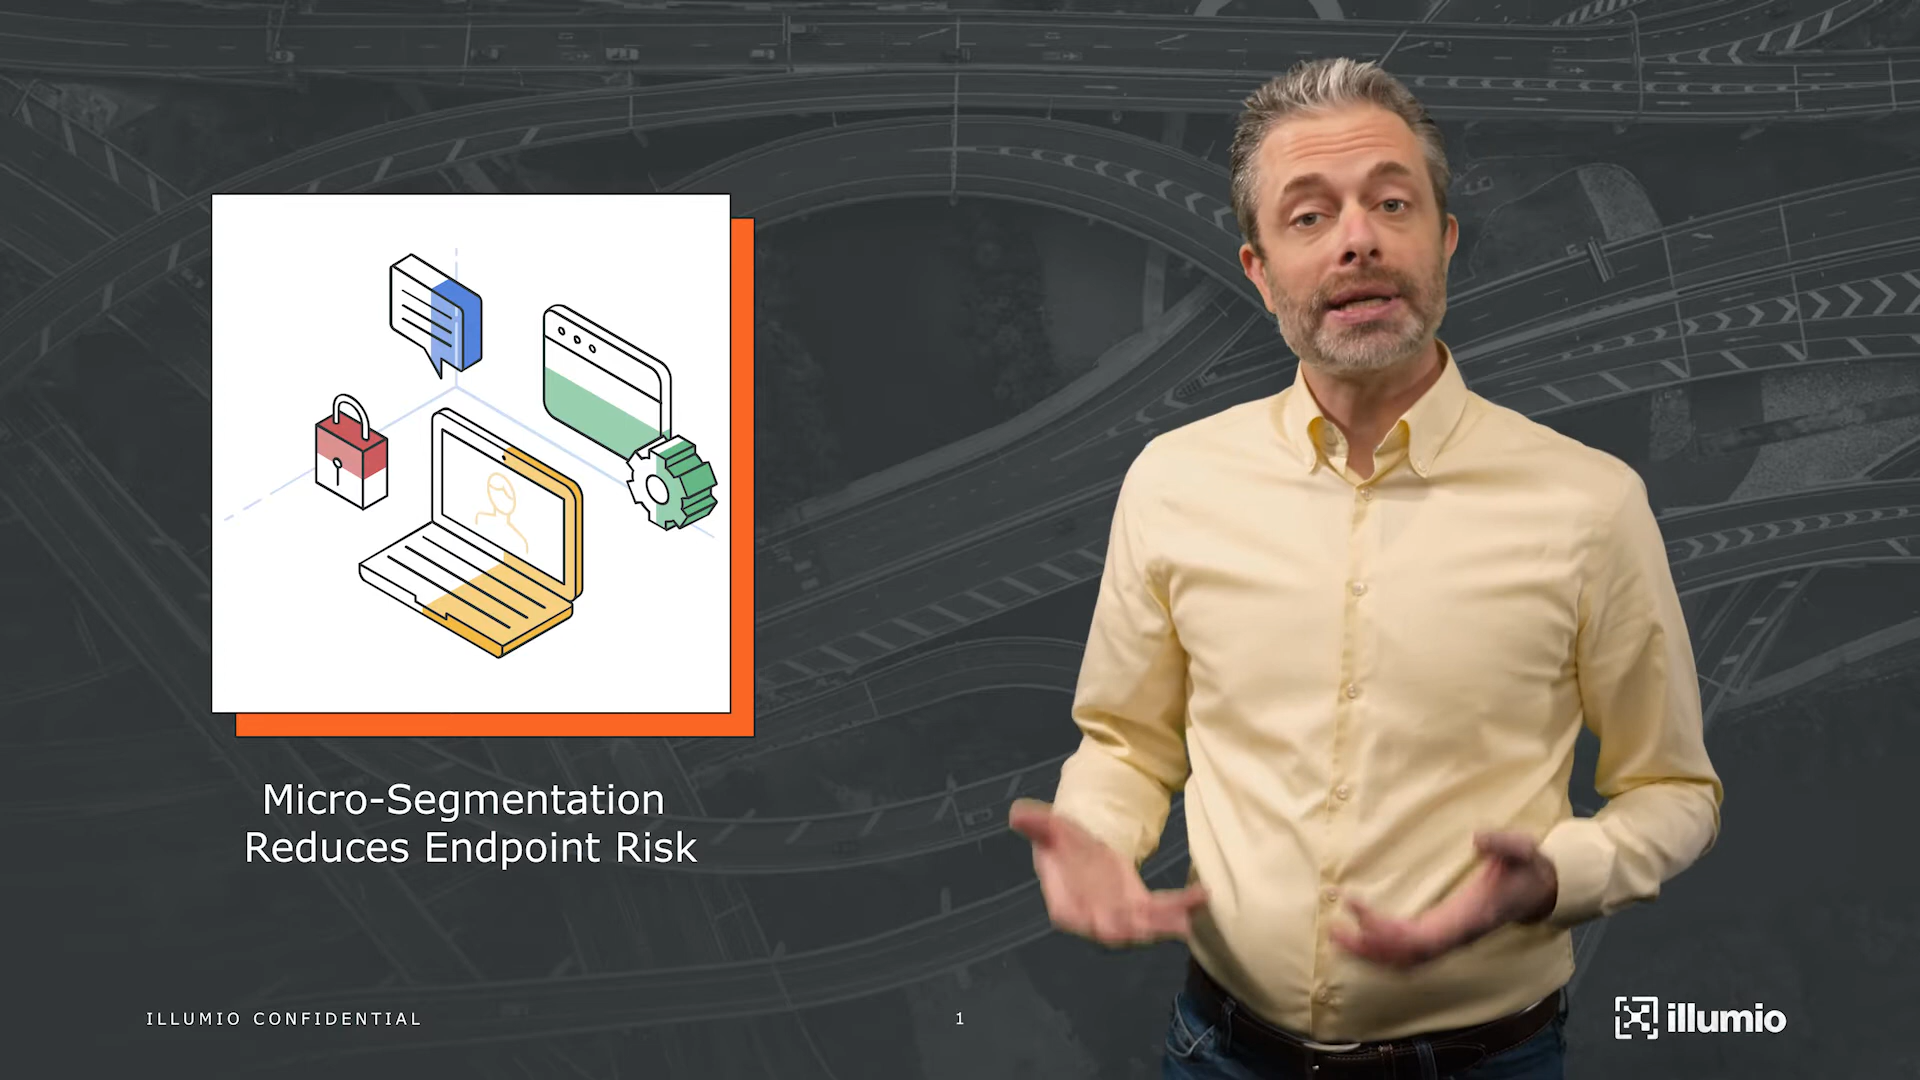 Micro-Segmentation
Reduces Endpoint Risk
ILLUMIO CONFIDENTIAL
1
illumio